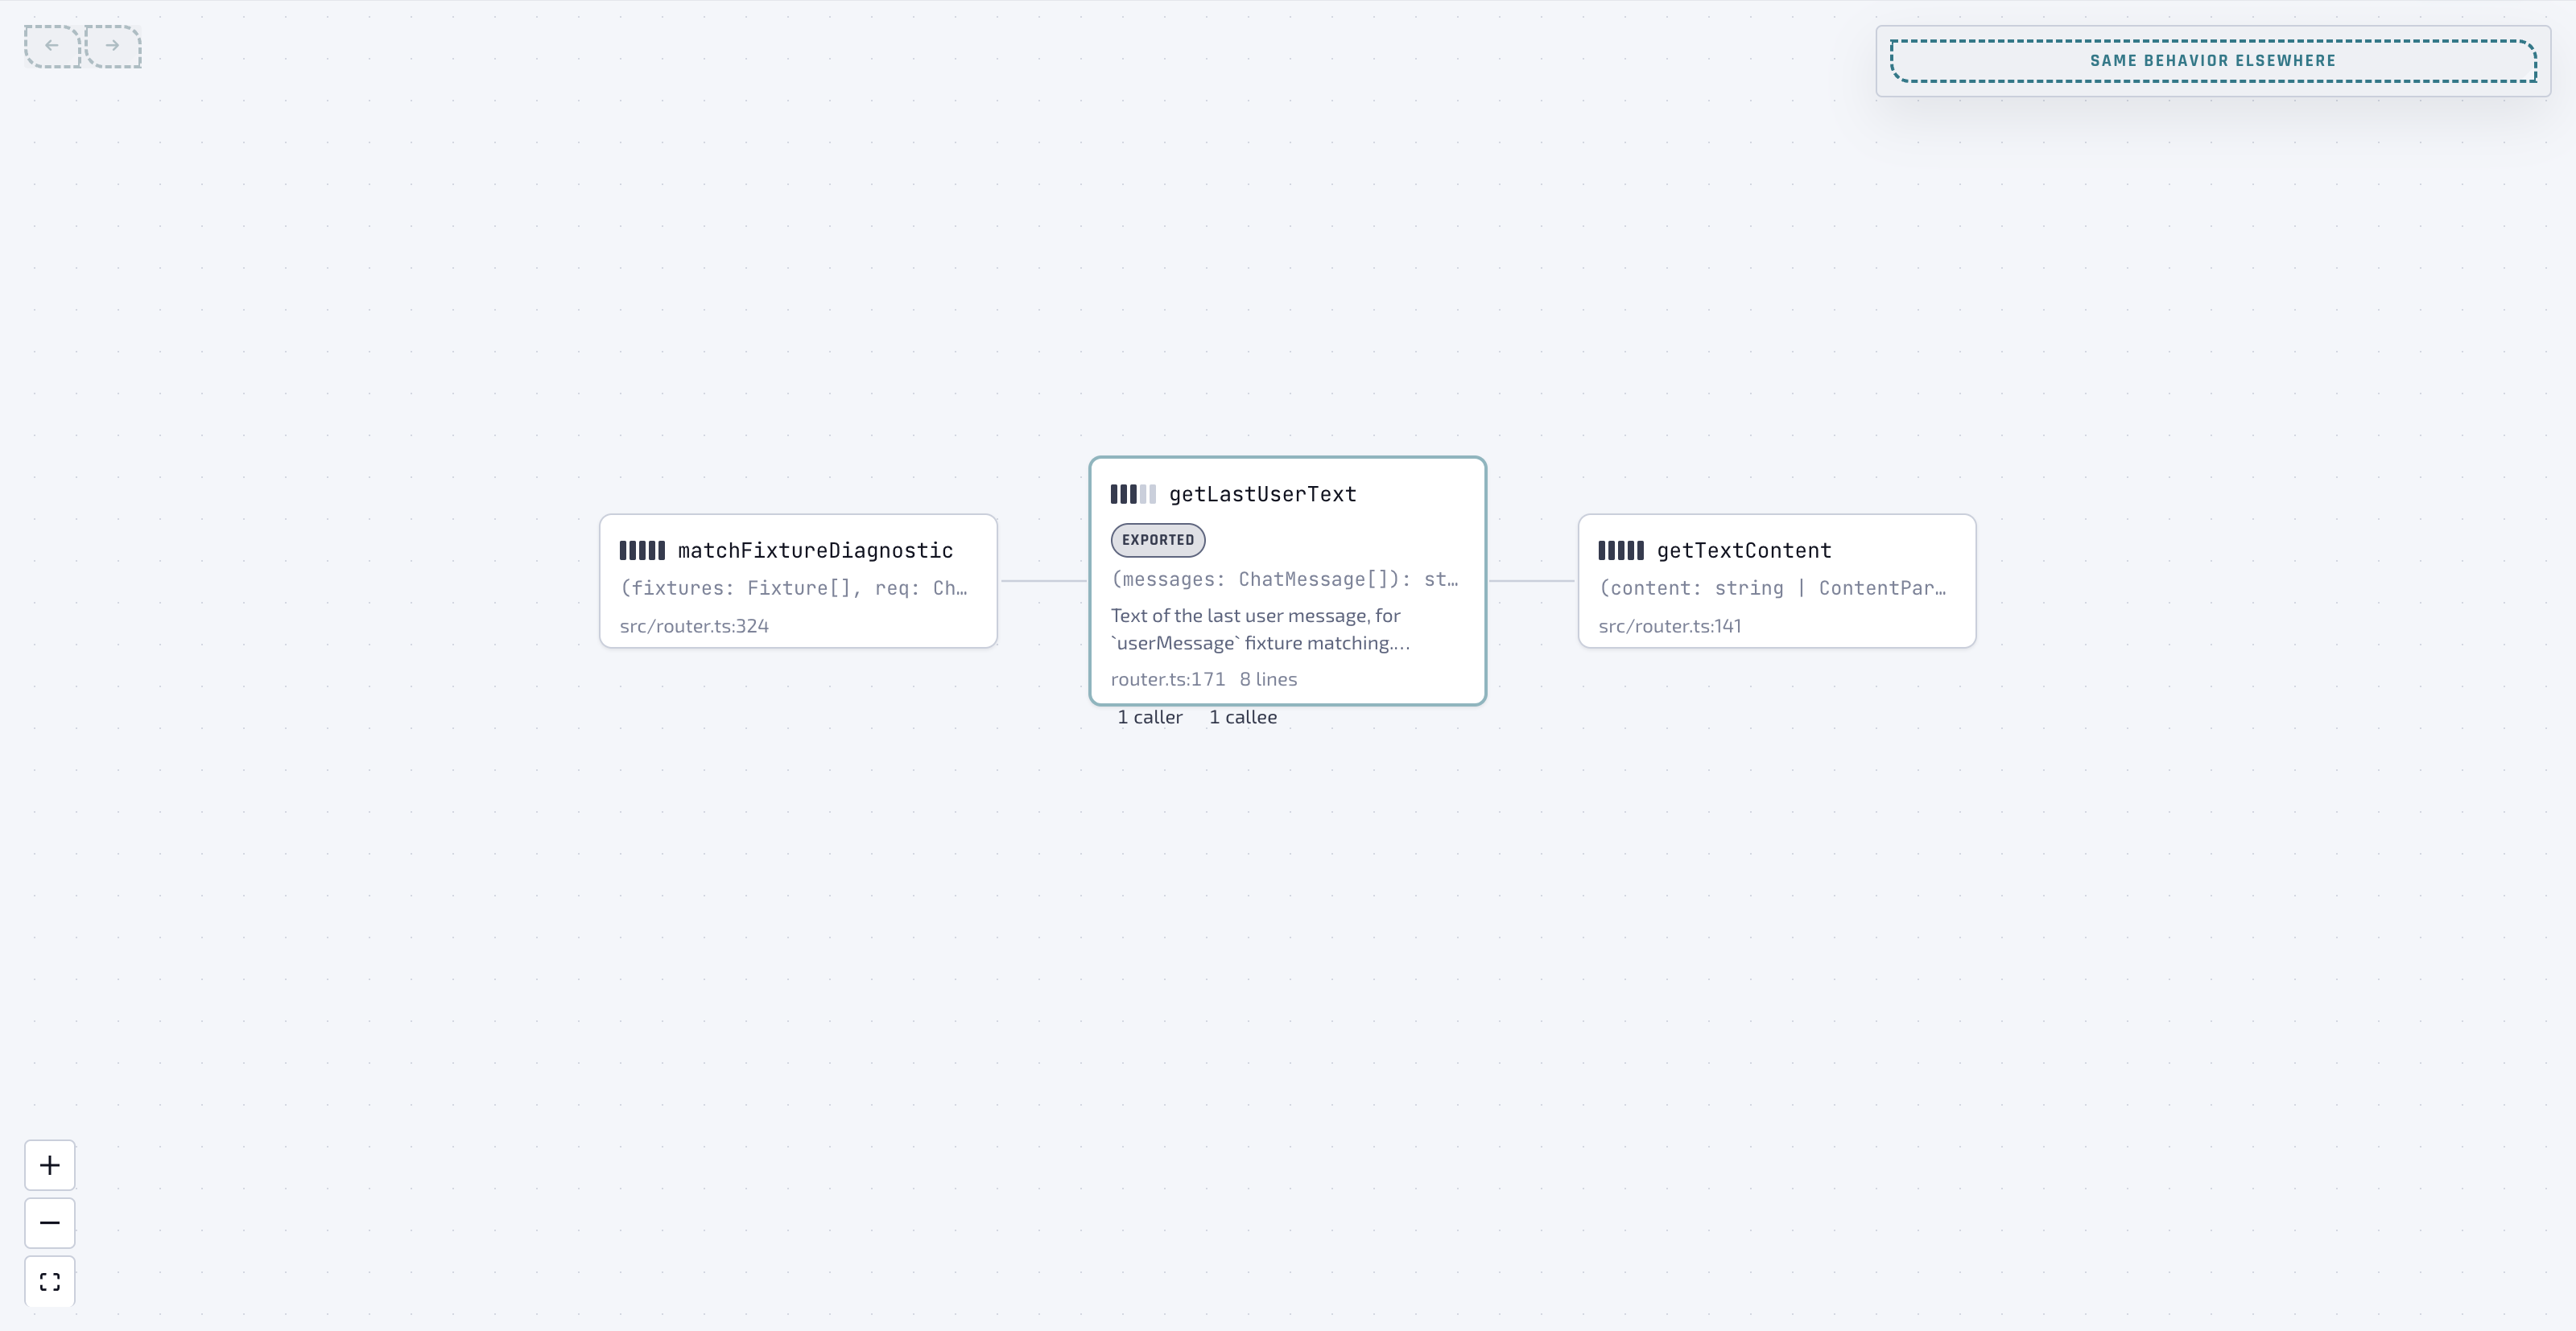 SAME BEHAVIOR ELSEWHERE
matchFixtureDiagnostic
(fixtures: Fixture[], req: Ch…
src/router.ts:324
getLastUserText
EXPORTED
(messages: ChatMessage[]): st…
Text of the last user message, for
`userMessage` fixture matching.…
router.ts:171 8 lines
1 caller 1 callee
getTextContent
(content: string | ContentPar…
src/router.ts:141